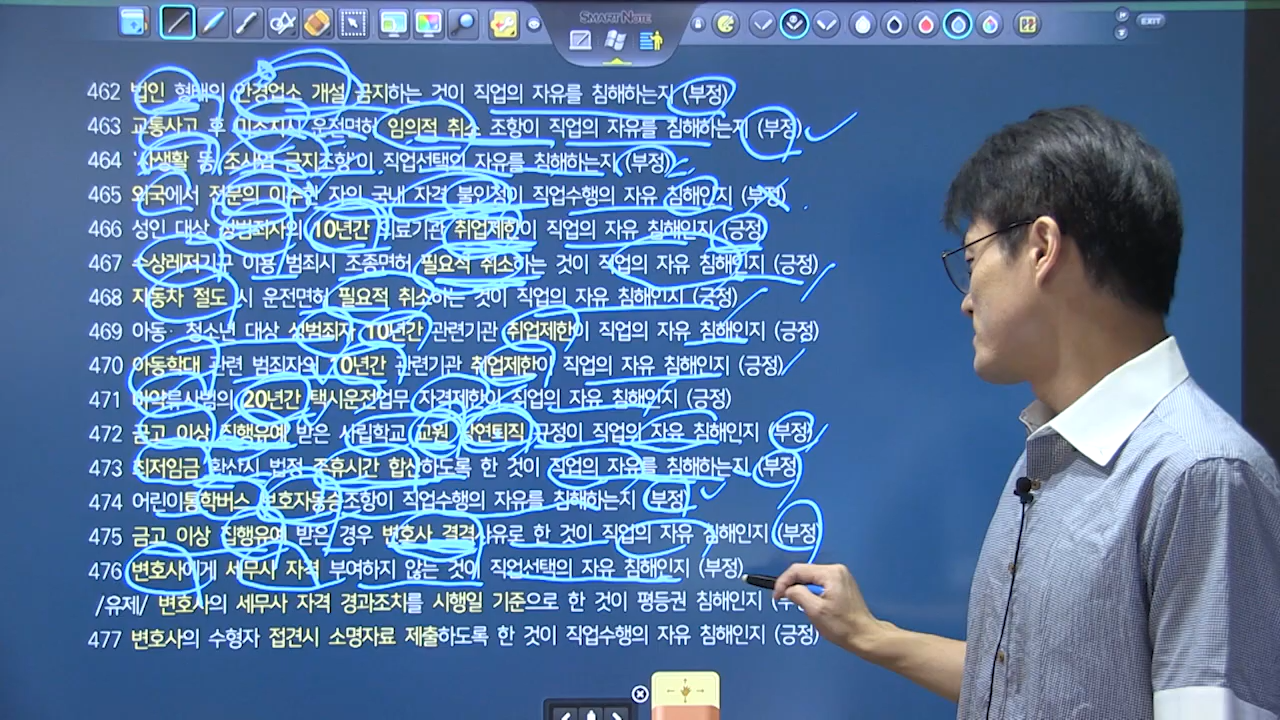 SMART NOTE
EXIT
462 법인 형태의 안경업소 개설 금지하는 것이 직업의 자유를 침해하는지 (부정)
463 교통사고 후 미조치시 운전면허 임의적 취소 조항이 직업의 자유를 침해하는지 (부정)
464 '사생활 등 조사업 금지조항'이 직업선택의 자유를 침해하는지 (부정)
465 외국에서 전문의 이수한 자의 국내 자격 불인정이 직업수행의 자유 침해인지 (부정)
466 성인 대상 성범죄자의 10년간 의료기관 취업제한이 직업의 자유 침해인지 (긍정)
467 수상레저기구 이용 범죄시 조종면허 필요적 취소하는 것이 직업의 자유 침해인지 (긍정)
468 자동차 절도 시 운전면허 필요적 취소하는 것이 직업의 자유 침해인지 (긍정)
469 아동·청소년 대상 성범죄자 10년간 관련기관 취업제한이 직업의 자유 침해인지 (긍정)
470 아동학대 관련 범죄자의 10년간 관련기관 취업제한이 직업의 자유 침해인지 (긍정)
471 마약류사범의 20년간 택시운전업무 자격제한이 직업의 자유 침해인지 (긍정)
472 금고 이상 집행유예 받은 사립학교 교원 당연퇴직 규정이 직업의 자유 침해인지 (부정)
473 최저임금 환산시 법정 주휴시간 합산하도록 한 것이 직업의 자유를 침해하는지 (부정)
474 어린이통학버스 보호자동승조항이 직업수행의 자유를 침해하는지 (부정)
475 금고 이상 집행유예 받은 경우 변호사 결격사유로 한 것이 직업의 자유 침해인지 (부정)
476 변호사에게 세무사 자격 부여하지 않는 것이 직업선택의 자유 침해인지 (부정)
/유제/ 변호사의 세무사 자격 경과조치를 시행일 기준으로 한 것이 평등권 침해인지
477 변호사의 수형자 접견시 소명자료 제출하도록 한 것이 직업수행의 자유 침해인지 (긍정)